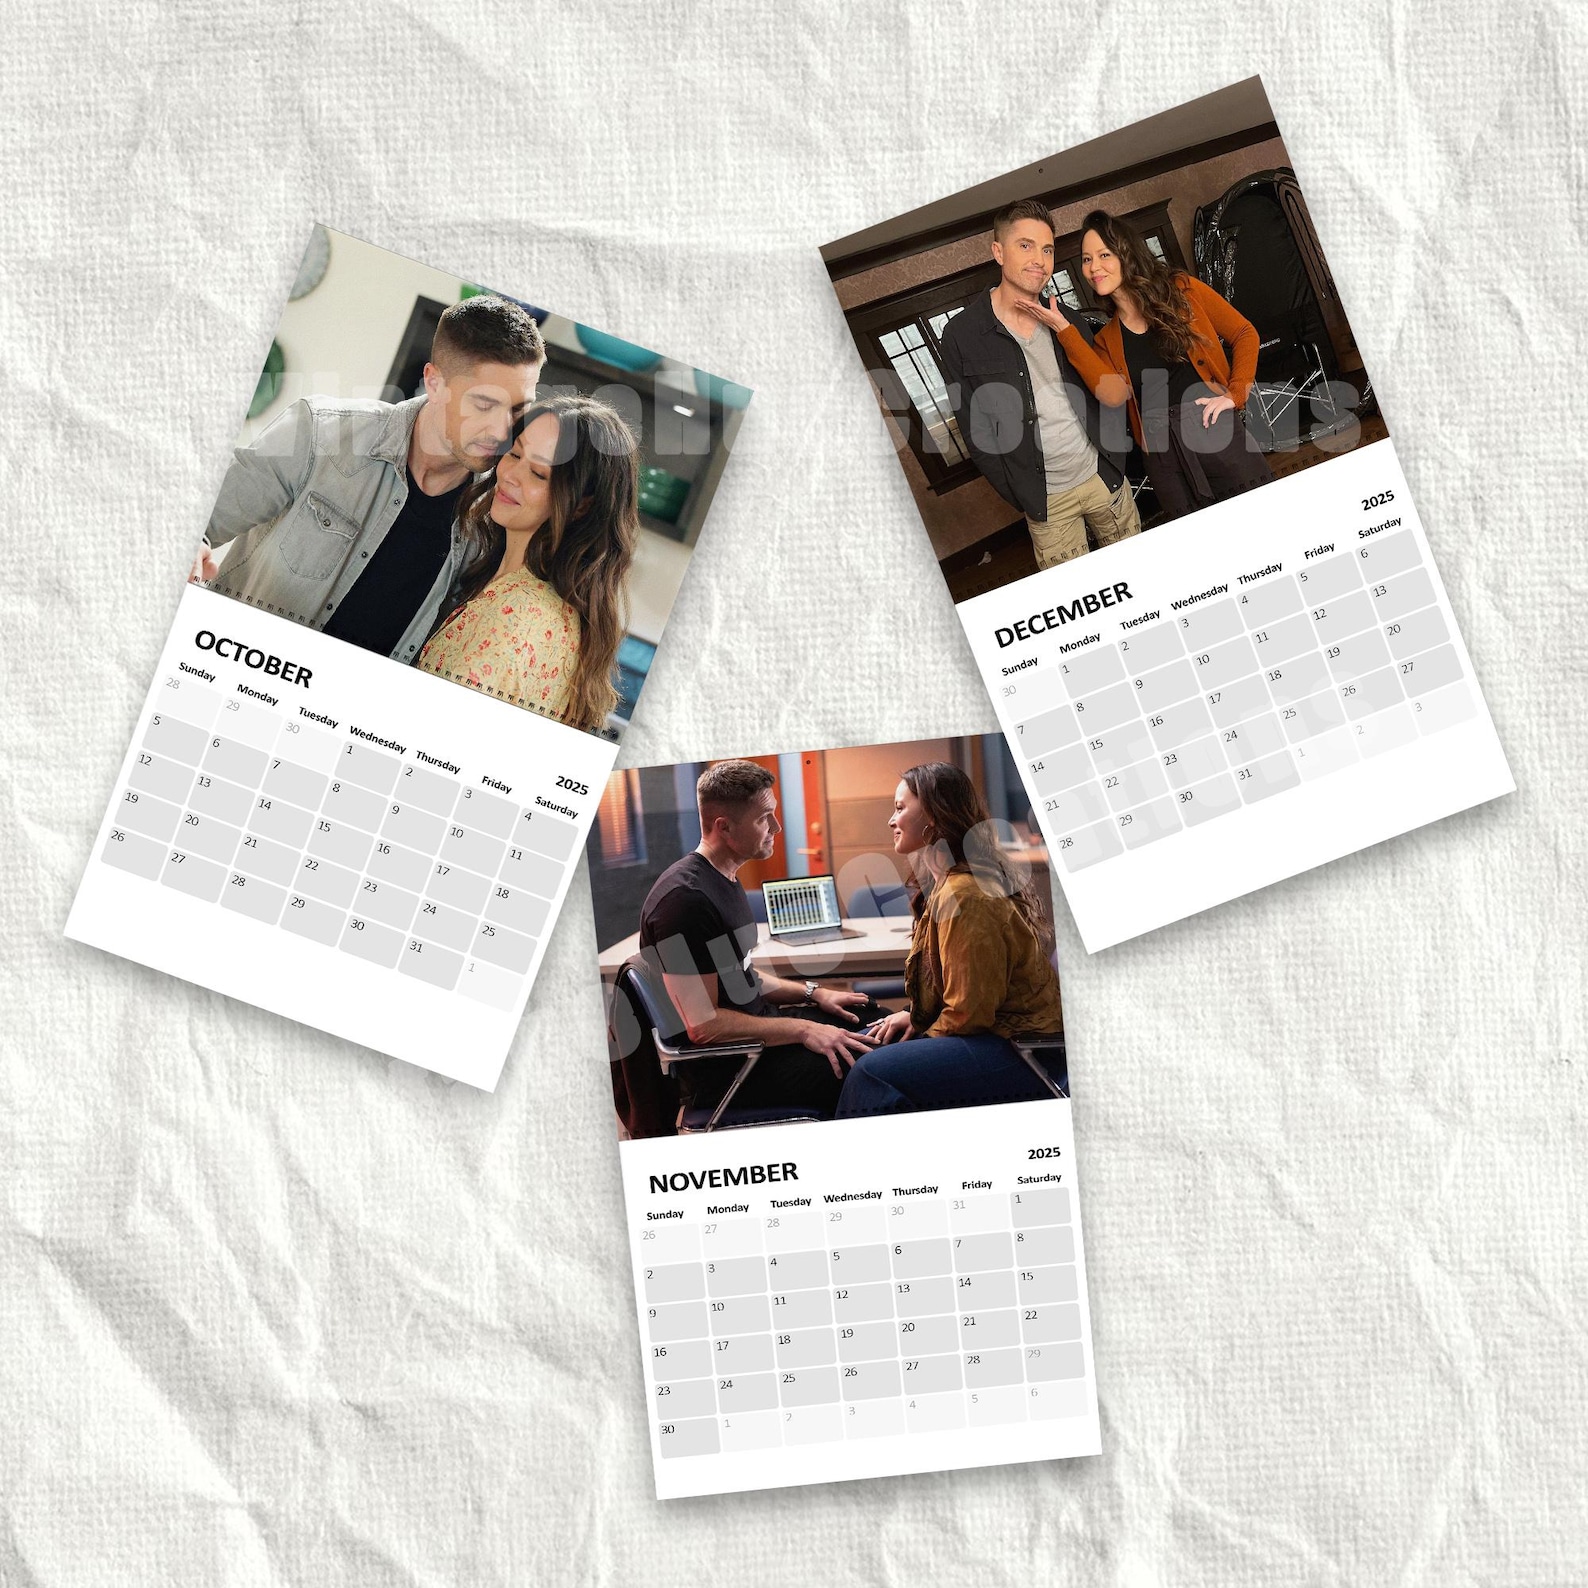 VintageHoyCreations
OCTOBER
2025
Sunday Monday Tuesday Wednesday Thursday Friday Saturday
28 29 30 1 2 3 4
5 6 7 8 9 10 11
12 13 14 15 16 17 18
19 20 21 22 23 24 25
26 27 28 29 30 31 1
DECEMBER
2025
Sunday Monday Tuesday Wednesday Thursday Friday Saturday
30 1 2 3 4 5 6
7 8 9 10 11 12 13
14 15 16 17 18 19 20
21 22 23 24 25 26 27
28 29 30 31 1 2 3
NOVEMBER
2025
Sunday Monday Tuesday Wednesday Thursday Friday Saturday
26 27 28 29 30 31 1
2 3 4 5 6 7 8
9 10 11 12 13 14 15
16 17 18 19 20 21 22
23 24 25 26 27 28 29
30 1 2 3 4 5 6